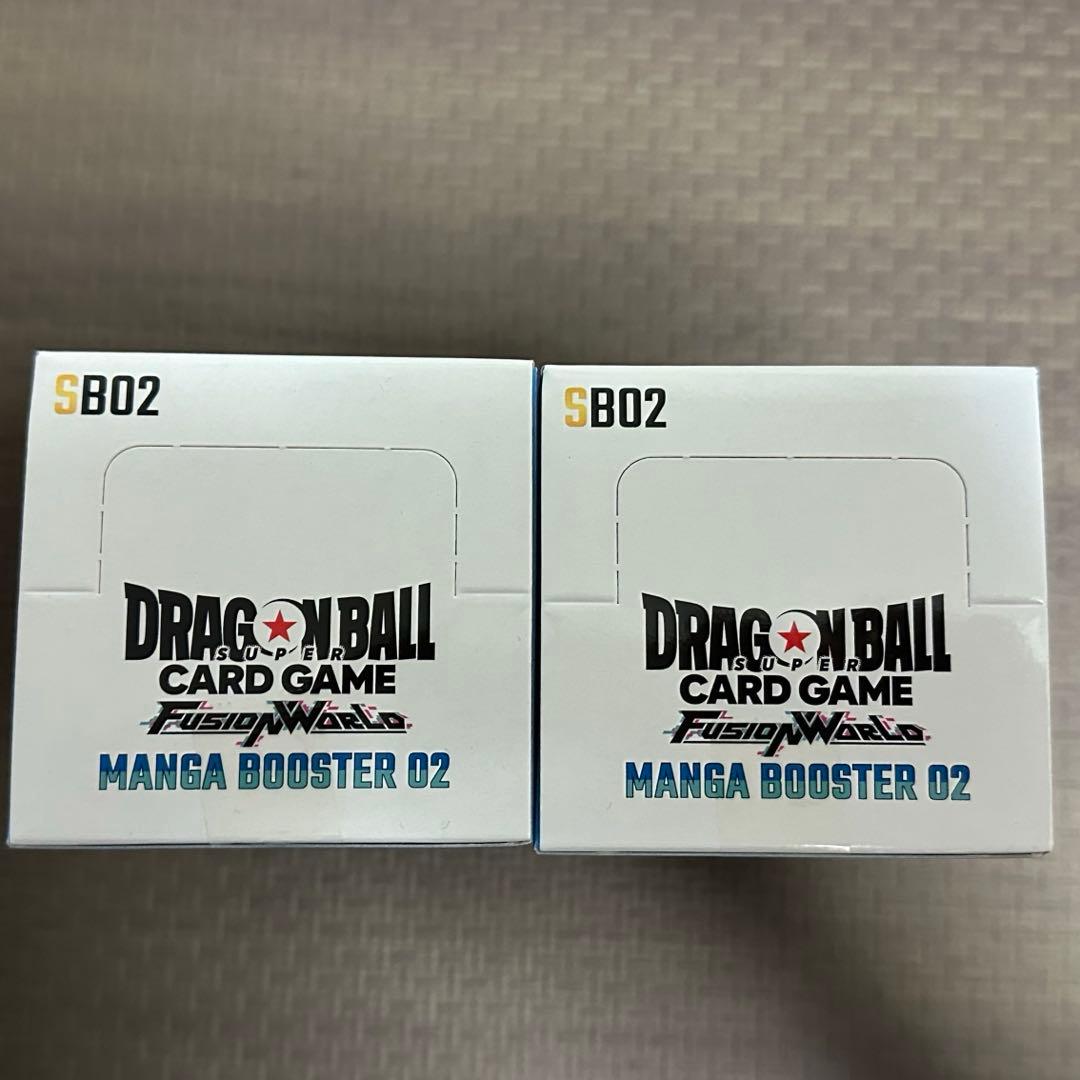 SB02
DRAGON BALL
SUPER
CARD GAME
FUSION WORLD
MANGA BOOSTER 02
SB02
DRAGON BALL
SUPER
CARD GAME
FUSION WORLD
MANGA BOOSTER 02